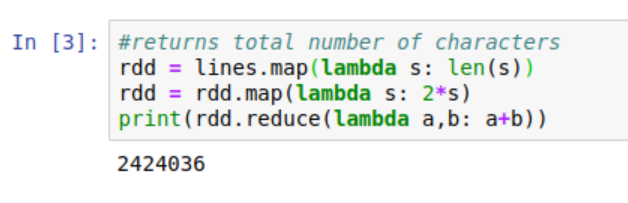 In [3]: #returns total number of characters
rdd = lines.map(lambda s: len(s))
rdd = rdd.map(lambda s: 2*s)
print(rdd.reduce(lambda a,b: a+b))
2424036